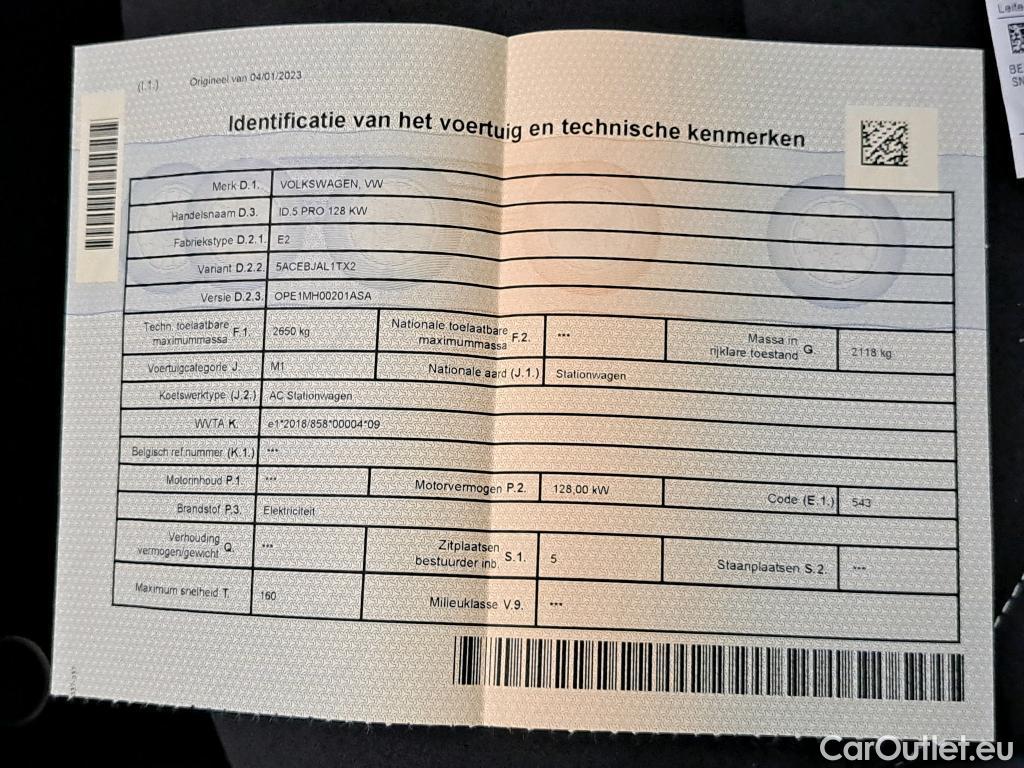 Leite
BE
SN
(I.1.) Origineel van 04/01/2023
Identificatie van het voertuig en technische kenmerken
Merk D.1. VOLKSWAGEN, VW
Handelsnaam D.3. ID.5 PRO 128 KW
Fabriekstype D.2.1. E2
Variant D.2.2. 5ACEBJAL1TX2
Versie D.2.3. OPE1MH00201ASA
Techn. toelaatbare maximummassa F.1. 2650 kg Nationale toelaatbare maximummassa F.2. *** Massa in rijklare toestand G. 2118 kg
Voertuigcategorie J. M1 Nationale aard (J.1.) Stationwagen
Koetswerktype (J.2.) AC Stationwagen
WVTA K. e1*2018/858*00004*09
Belgisch ref.nummer (K.1.) ***
Motorinhoud P.1. *** Motorvermogen P.2. 128,00 kW Code (E.1.) 543
Brandstof P.3. Elektriciteit
Verhouding vermogen/gewicht Q. *** Zitplaatsen bestuurder inb. S.1. 5 Staanplaatsen S.2. ***
Maximum snelheid T. 160 Milieuklasse V.9. ***
CarOutlet.eu